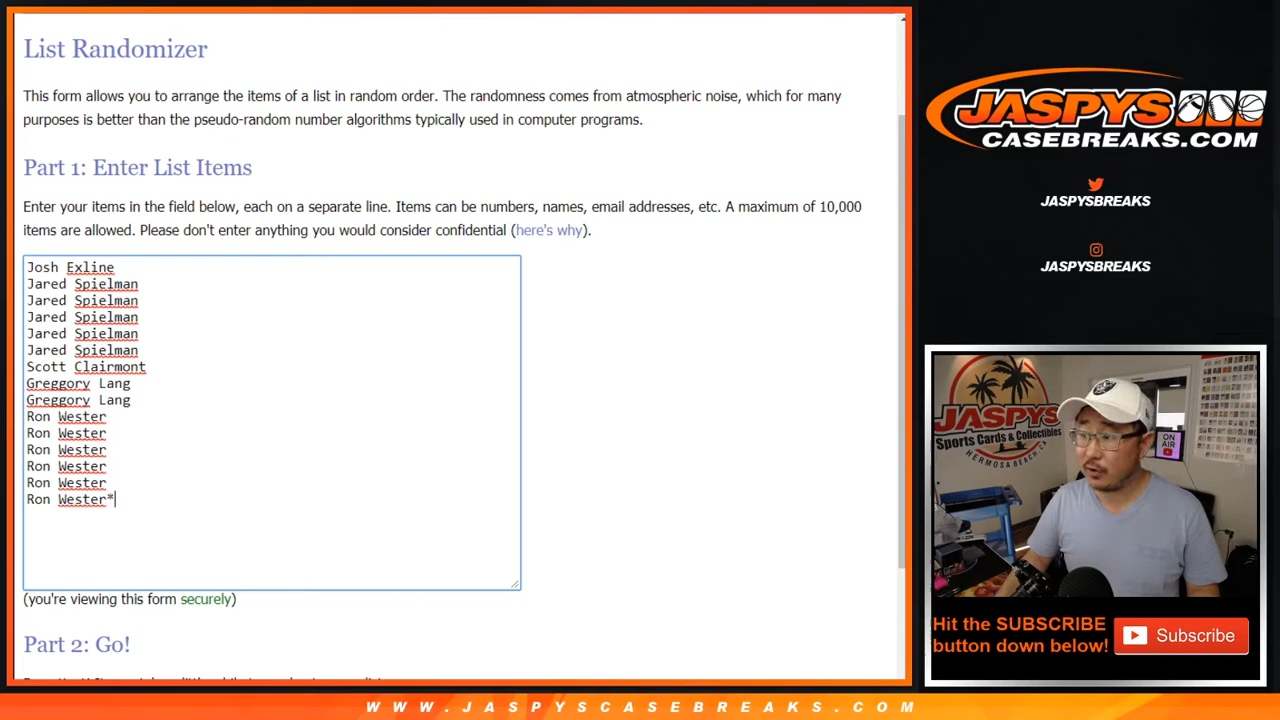 List Randomizer
This form allows you to arrange the items of a list in random order. The randomness comes from atmospheric noise, which for many
purposes is better than the pseudo-random number algorithms typically used in computer programs.
Part 1: Enter List Items
Enter your items in the field below, each on a separate line. Items can be numbers, names, email addresses, etc. A maximum of 10,000
items are allowed. Please don't enter anything you would consider confidential (here's why).
Josh Exline
Jared Spielman
Jared Spielman
Jared Spielman
Jared Spielman
Jared Spielman
Scott Clairmont
Greggory Lang
Greggory Lang
Ron Wester
Ron Wester
Ron Wester
Ron Wester
Ron Wester
Ron Wester*
(you're viewing this form securely)
Part 2: Go!
JASPYS
CASEBREAKS.COM
JASPYSBREAKS
JASPYSBREAKS
JASPYS
Sports Cards & Collectibles
HERMOSA BEACH, CA
ON
AIR
Hit the SUBSCRIBE
button down below!
Subscribe
WWW.JASPYSCASEBREAKS.COM